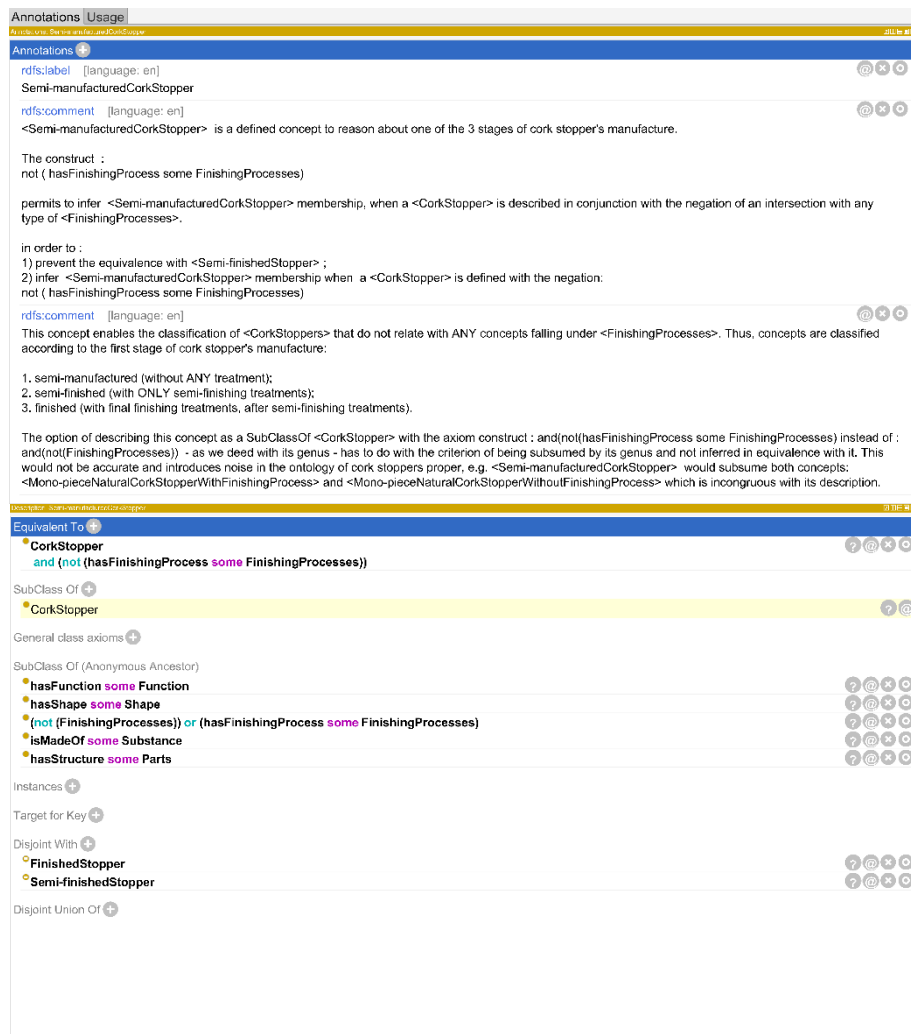 Annotations Usage
Annotations: Semi-manufacturedCorkStopper
Annotations
rdfs:label [language: en]
Semi-manufacturedCorkStopper
rdfs:comment [language: en]
<Semi-manufacturedCorkStopper> is a defined concept to reason about one of the 3 stages of cork stopper's manufacture.
The construct :
not ( hasFinishingProcess some FinishingProcesses)
permits to infer <Semi-manufacturedCorkStopper> membership, when a <CorkStopper> is described in conjunction with the negation of an intersection with any
type of <FinishingProcesses>.
in order to :
1) prevent the equivalence with <Semi-finishedStopper> ;
2) infer <Semi-manufacturedCorkStopper> membership when a <CorkStopper> is defined with the negation:
not ( hasFinishingProcess some FinishingProcesses)
rdfs:comment [language: en]
This concept enables the classification of <CorkStoppers> that do not relate with ANY concepts falling under <FinishingProcesses>. Thus, concepts are classified
according to the first stage of cork stopper's manufacture:
1. semi-manufactured (without ANY treatment);
2. semi-finished (with ONLY semi-finishing treatments);
3. finished (with final finishing treatments, after semi-finishing treatments).
The option of describing this concept as a SubClassOf <CorkStopper> with the axiom construct : and(not(hasFinishingProcess some FinishingProcesses) instead of :
and(not(FinishingProcesses)) - as we deed with its genus - has to do with the criterion of being subsumed by its genus and not inferred in equivalence with it. This
would not be accurate and introduces noise in the ontology of cork stoppers proper, e.g. <Semi-manufacturedCorkStopper> would subsume both concepts:
<Mono-pieceNaturalCorkStopperWithFinishingProcess> and <Mono-pieceNaturalCorkStopperWithoutFinishingProcess> which is incongruous with its description.
Description: Semi-manufacturedCorkStopper
Equivalent To
CorkStopper
and (not (hasFinishingProcess some FinishingProcesses))
SubClass Of
CorkStopper
General class axioms
SubClass Of (Anonymous Ancestor)
hasFunction some Function
hasShape some Shape
(not (FinishingProcesses)) or (hasFinishingProcess some FinishingProcesses)
isMadeOf some Substance
hasStructure some Parts
Instances
Target for Key
Disjoint With
FinishedStopper
Semi-finishedStopper
Disjoint Union Of